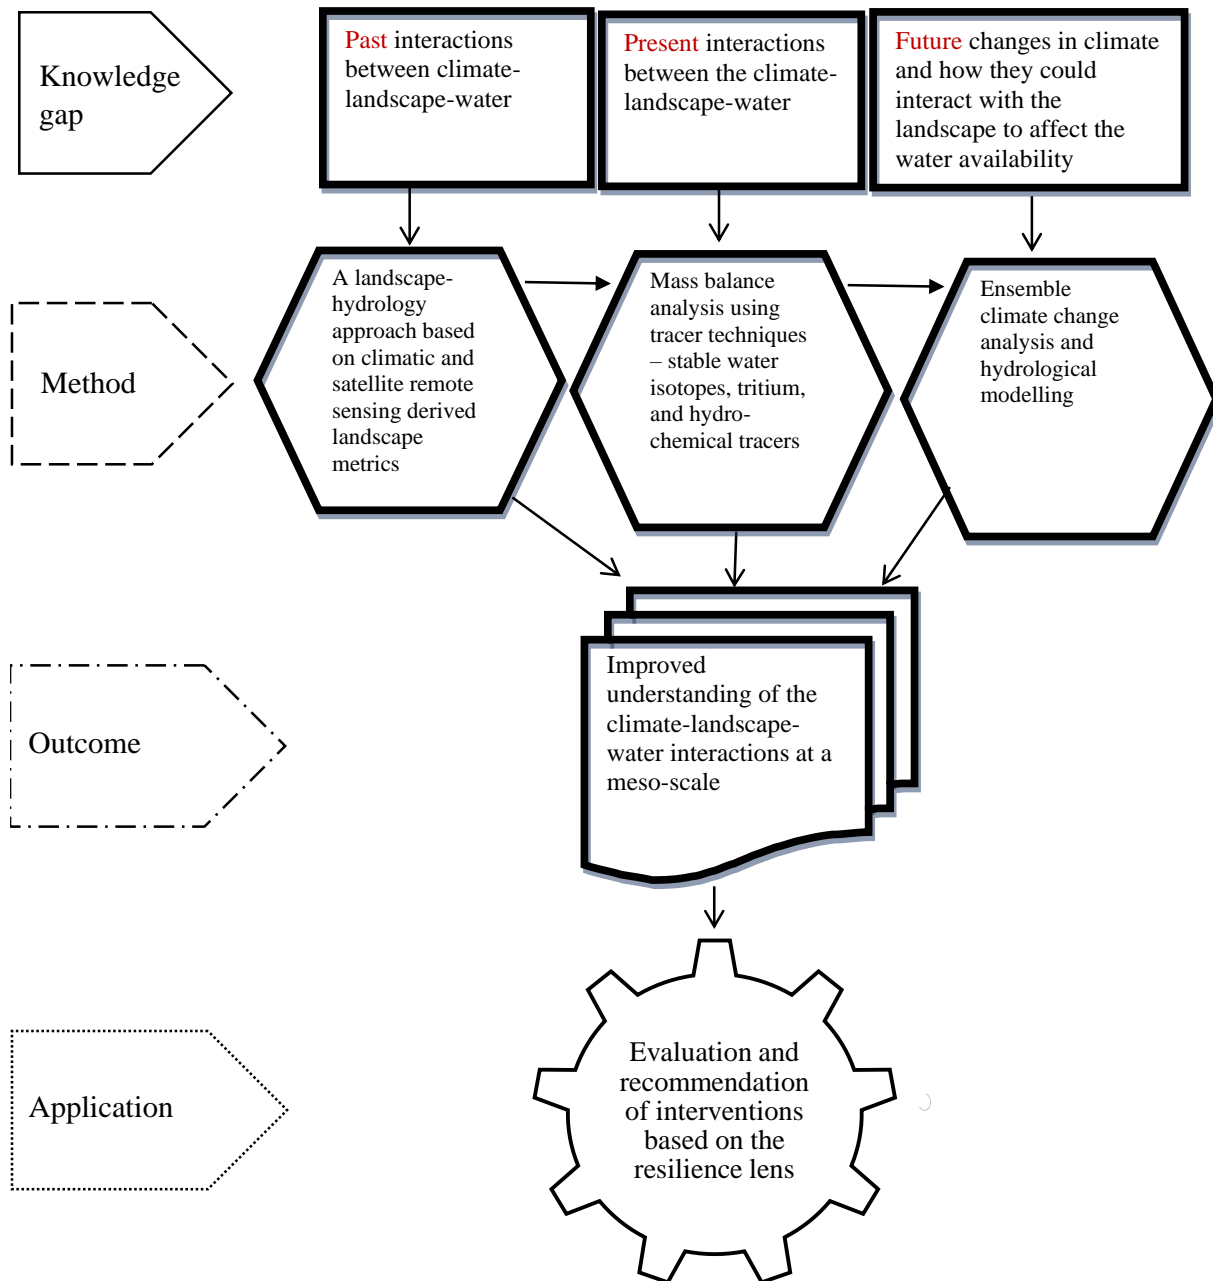 Knowledge
gap
Past interactions
between climate-
landscape-water
Present interactions
between the climate-
landscape-water
Future changes in climate
and how they could
interact with the
landscape to affect the
water availability
Method
A landscape-
hydrology
approach based
on climatic and
satellite remote
sensing derived
landscape
metrics
Mass balance
analysis using
tracer techniques
– stable water
isotopes, tritium,
and hydro-
chemical tracers
Ensemble
climate change
analysis and
hydrological
modelling
Outcome
Improved
understanding of the
climate-landscape-
water interactions at a
meso-scale
Application
Evaluation and
recommendation
of interventions
based on the
resilience lens